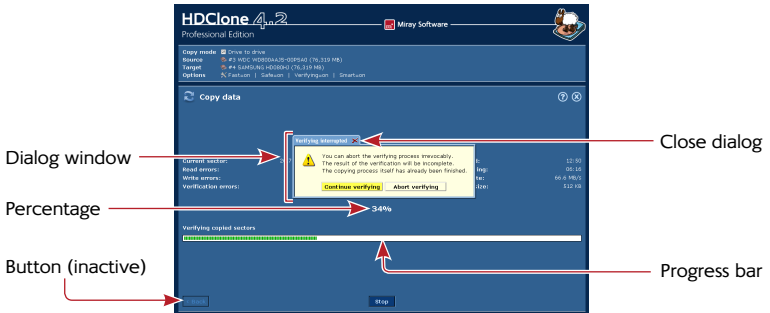 HDClone 4.2
Professional Edition
Miray Software
Copy mode Drive to drive
Source #3 WDC WD800AAJS-00PSA0 (76,319 MB)
Target #4 SAMSUNG HD080HJ (76,319 MB)
Options Fast=on | Safe=on | Verifying=on | Smart=on
Copy data
Verifying interrupted
Close dialog
Dialog window
You can abort the verifying process irrevocably.
The result of the verification will be incomplete.
The copying process itself has already been finished.
Continue verifying Abort verifying
Current sector: 12:50
Read errors: 06:16
Write errors: 66.6 MB/s
Verification errors: 512 KB
Percentage
34%
Verifying copied sectors
Button (inactive)
Progress bar
Stop